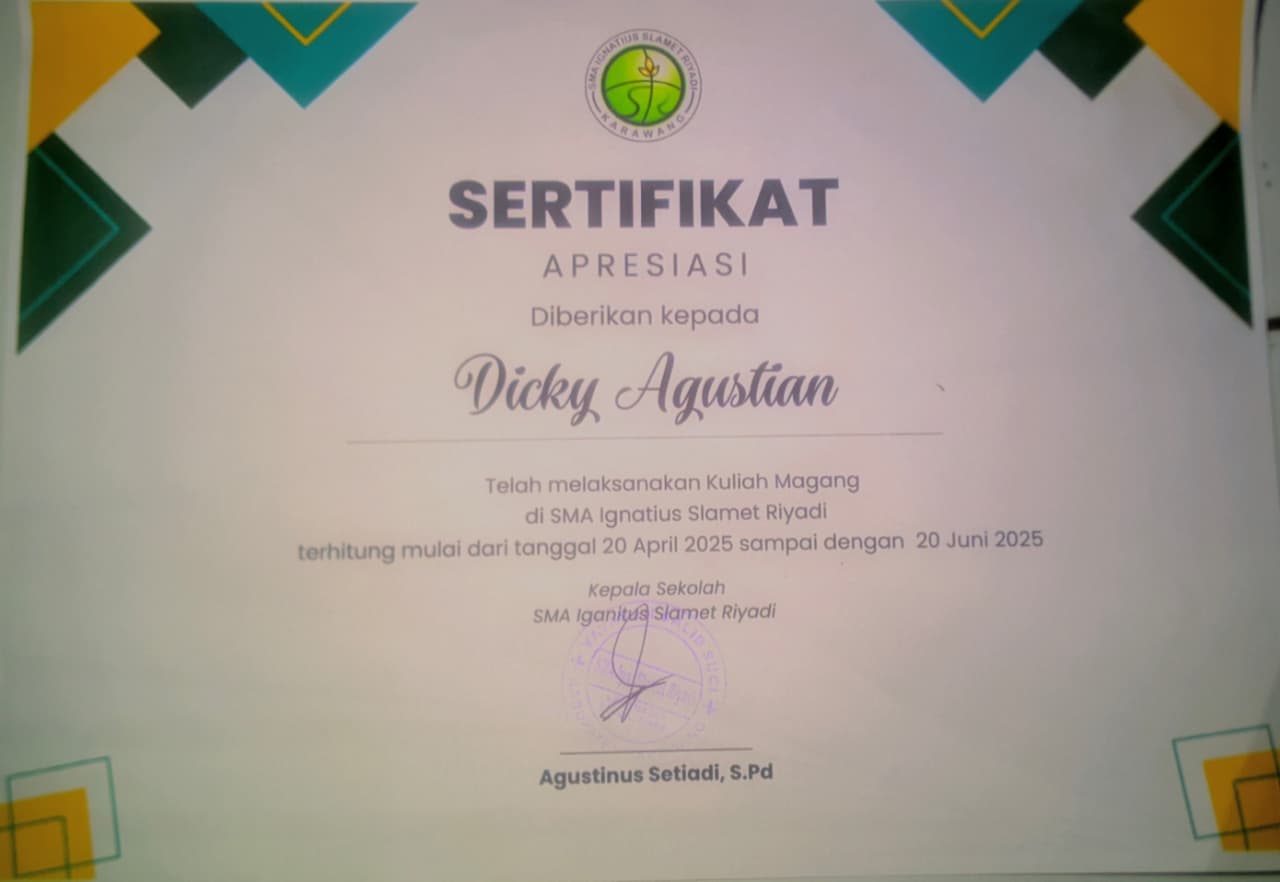 SMA IGNATIUS SLAMET RIYADI
KARAWANG
SERTIFIKAT
APRESIASI
Diberikan kepada
Dicky Agustian
Telah melaksanakan Kuliah Magang
di SMA Ignatius Slamet Riyadi
terhitung mulai dari tanggal 20 April 2025 sampai dengan 20 Juni 2025
Kepala Sekolah
SMA Iganitus Slamet Riyadi
Agustinus Setiadi, S.Pd